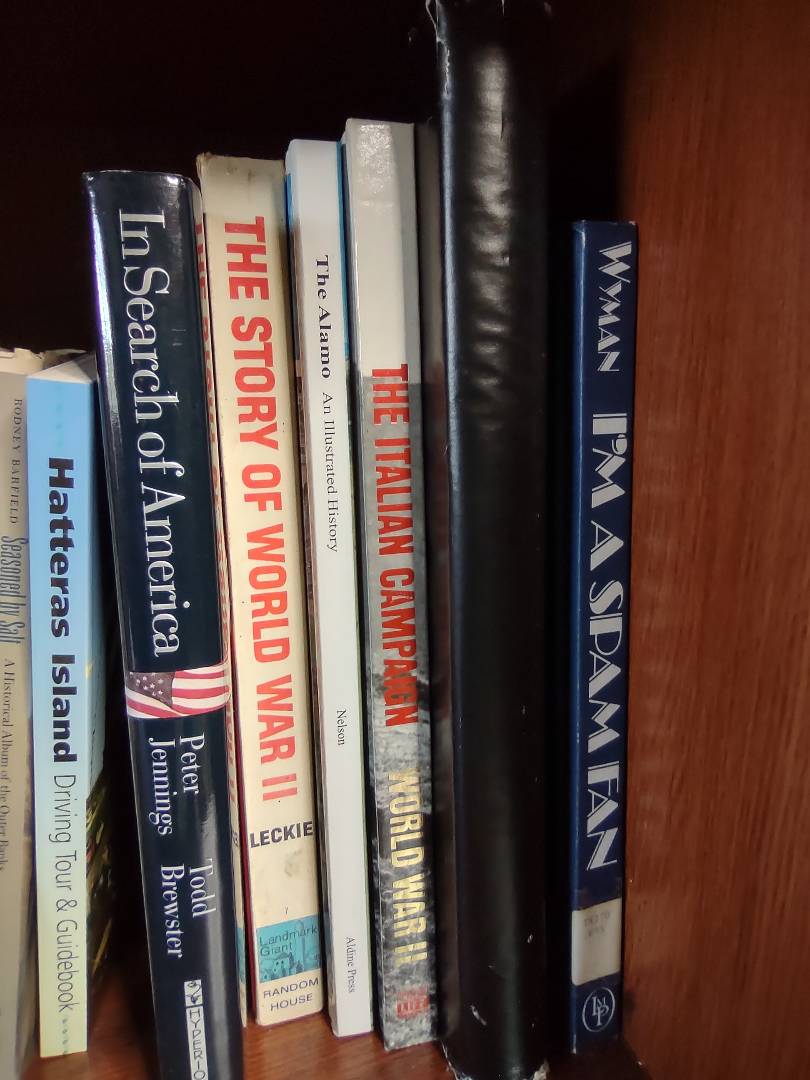 RODNEY BARFIELD Seasoned by Salt A Historical Album of the Outer Banks
Hatteras Island Driving Tour & Guidebook
In Search of America
Peter Jennings
Todd Brewster
THE STORY OF WORLD WAR II
LECKIE
7
Landmark
Giant
RANDOM
HOUSE
The Alamo An Illustrated History
Nelson
Aldine Press
THE ITALIAN CAMPAIGN
WORLD WAR II
LIFE
WYMAN I'M A SPAM FAN